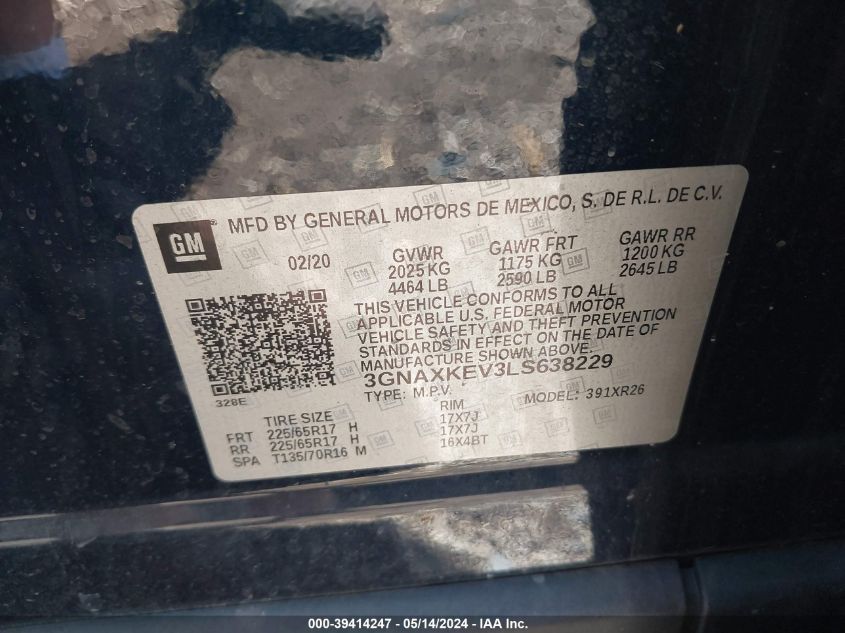 GM ® MFD BY GENERAL MOTORS DE MEXICO, S. DE R.L. DE C.V.
02/20 GVWR GAWR FRT GAWR RR
2025 KG 1175 KG 1200 KG
4464 LB 2590 LB 2645 LB
THIS VEHICLE CONFORMS TO ALL
APPLICABLE U.S. FEDERAL MOTOR
VEHICLE SAFETY AND THEFT PREVENTION
STANDARDS IN EFFECT ON THE DATE OF
MANUFACTURE SHOWN ABOVE.
3GNAXKEV3LS638229
328E
TYPE: M.P.V. MODEL: 391XR26
TIRE SIZE RIM
FRT 225/65R17 H 17X7J
RR 225/65R17 H 17X7J
SPA T135/70R16 M 16X4BT
000-39414247 - 05/14/2024 - IAA Inc.